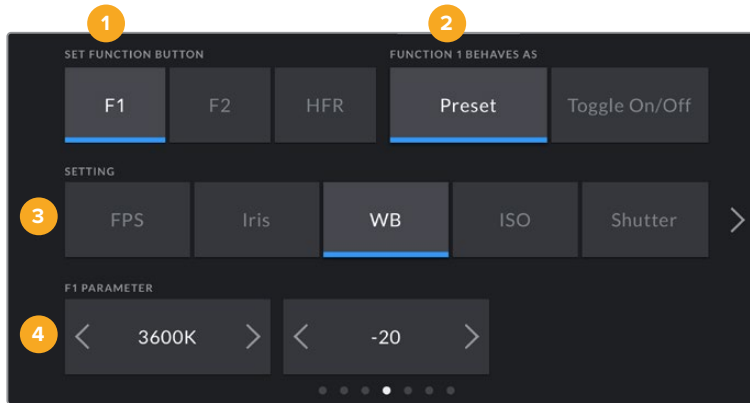 1 2
SET FUNCTION BUTTON FUNCTION 1 BEHAVES AS
F1 F2 HFR Preset Toggle On/Off
SETTING
3 FPS Iris WB ISO Shutter
F1 PARAMETER
4 3600K -20